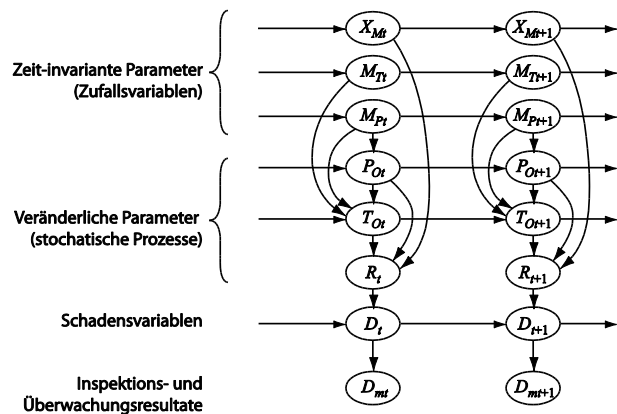 X_Mt X_Mt+1
Zeit-invariante Parameter
(Zufallsvariablen)
M_Tt M_Tt+1
M_Pt M_Pt+1
P_Ot P_Ot+1
Veränderliche Parameter
(stochatische Prozesse)
T_Ot T_Ot+1
R_t R_t+1
Schadensvariablen
D_t D_t+1
Inspektions- und
Überwachungsresultate
D_mt D_mt+1